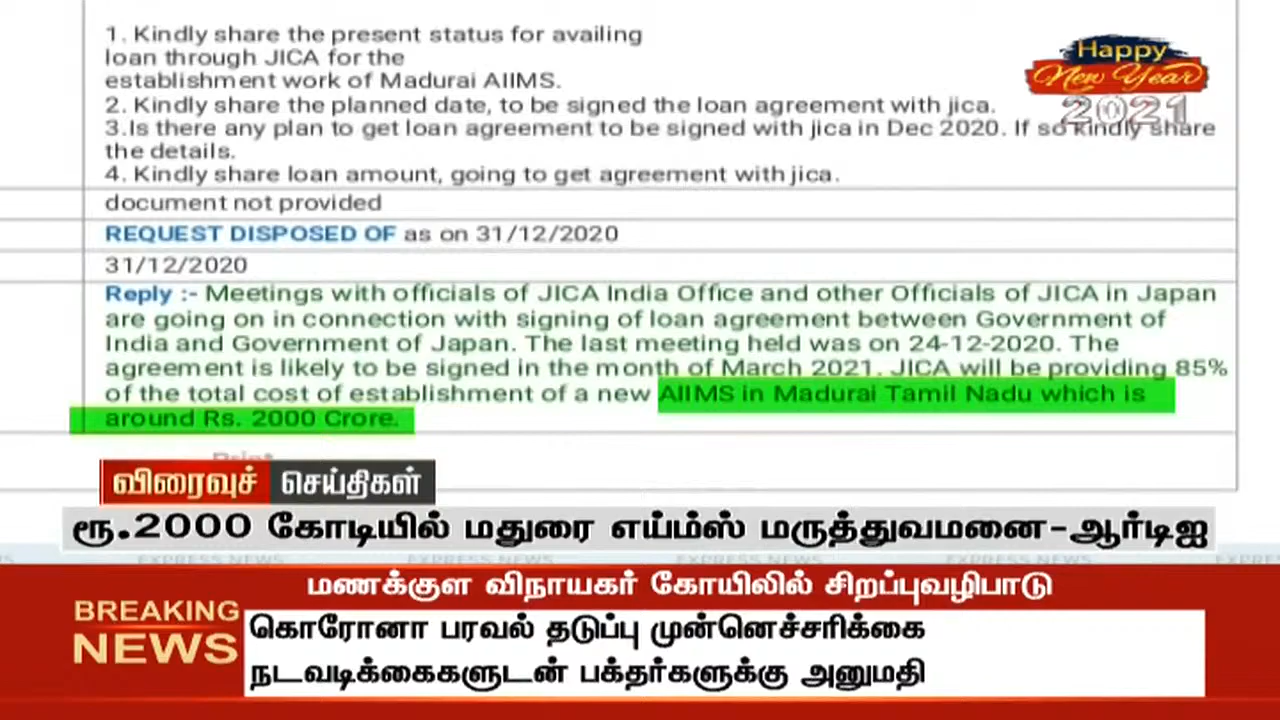 1. Kindly share the present status for availing
loan through JICA for the
establishment work of Madurai AIIMS.
2. Kindly share the planned date, to be signed the loan agreement with jica.
3.Is there any plan to get loan agreement to be signed with jica in Dec 2020. If so kindly share
the details.
4. Kindly share loan amount, going to get agreement with jica.
document not provided
REQUEST DISPOSED OF as on 31/12/2020
31/12/2020
Reply :- Meetings with officials of JICA India Office and other Officials of JICA in Japan
are going on in connection with signing of loan agreement between Government of
India and Government of Japan. The last meeting held was on 24-12-2020. The
agreement is likely to be signed in the month of March 2021. JICA will be providing 85%
of the total cost of establishment of a new AIIMS in Madurai Tamil Nadu which is
around Rs. 2000 Crore.
Print
Happy
New Year
2021
விரைவுச் செய்திகள்
ரூ.2000 கோடியில் மதுரை எய்ம்ஸ் மருத்துவமனை-ஆர்டிஐ
EXPRESS NEWS EXPRESS NEWS EXPRESS NEWS
மணக்குள விநாயகர் கோயிலில் சிறப்புவழிபாடு
BREAKING
NEWS
கொரோனா பரவல் தடுப்பு முன்னெச்சரிக்கை
நடவடிக்கைகளுடன் பக்தர்களுக்கு அனுமதி